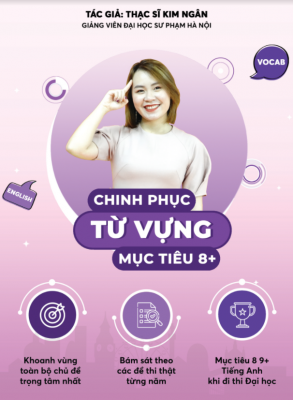 TÁC GIẢ: THẠC SĨ KIM NGÂN
GIẢNG VIÊN ĐẠI HỌC SƯ PHẠM HÀ NỘI
VOCAB
ENGLISH
CHINH PHỤC
TỪ VỰNG
MỤC TIÊU 8+
Khoanh vùng
toàn bộ chủ đề
trọng tâm nhất
Bám sát theo
các đề thi thật
từng năm
Mục tiêu 8 9+
Tiếng Anh
khi đi thi Đại học